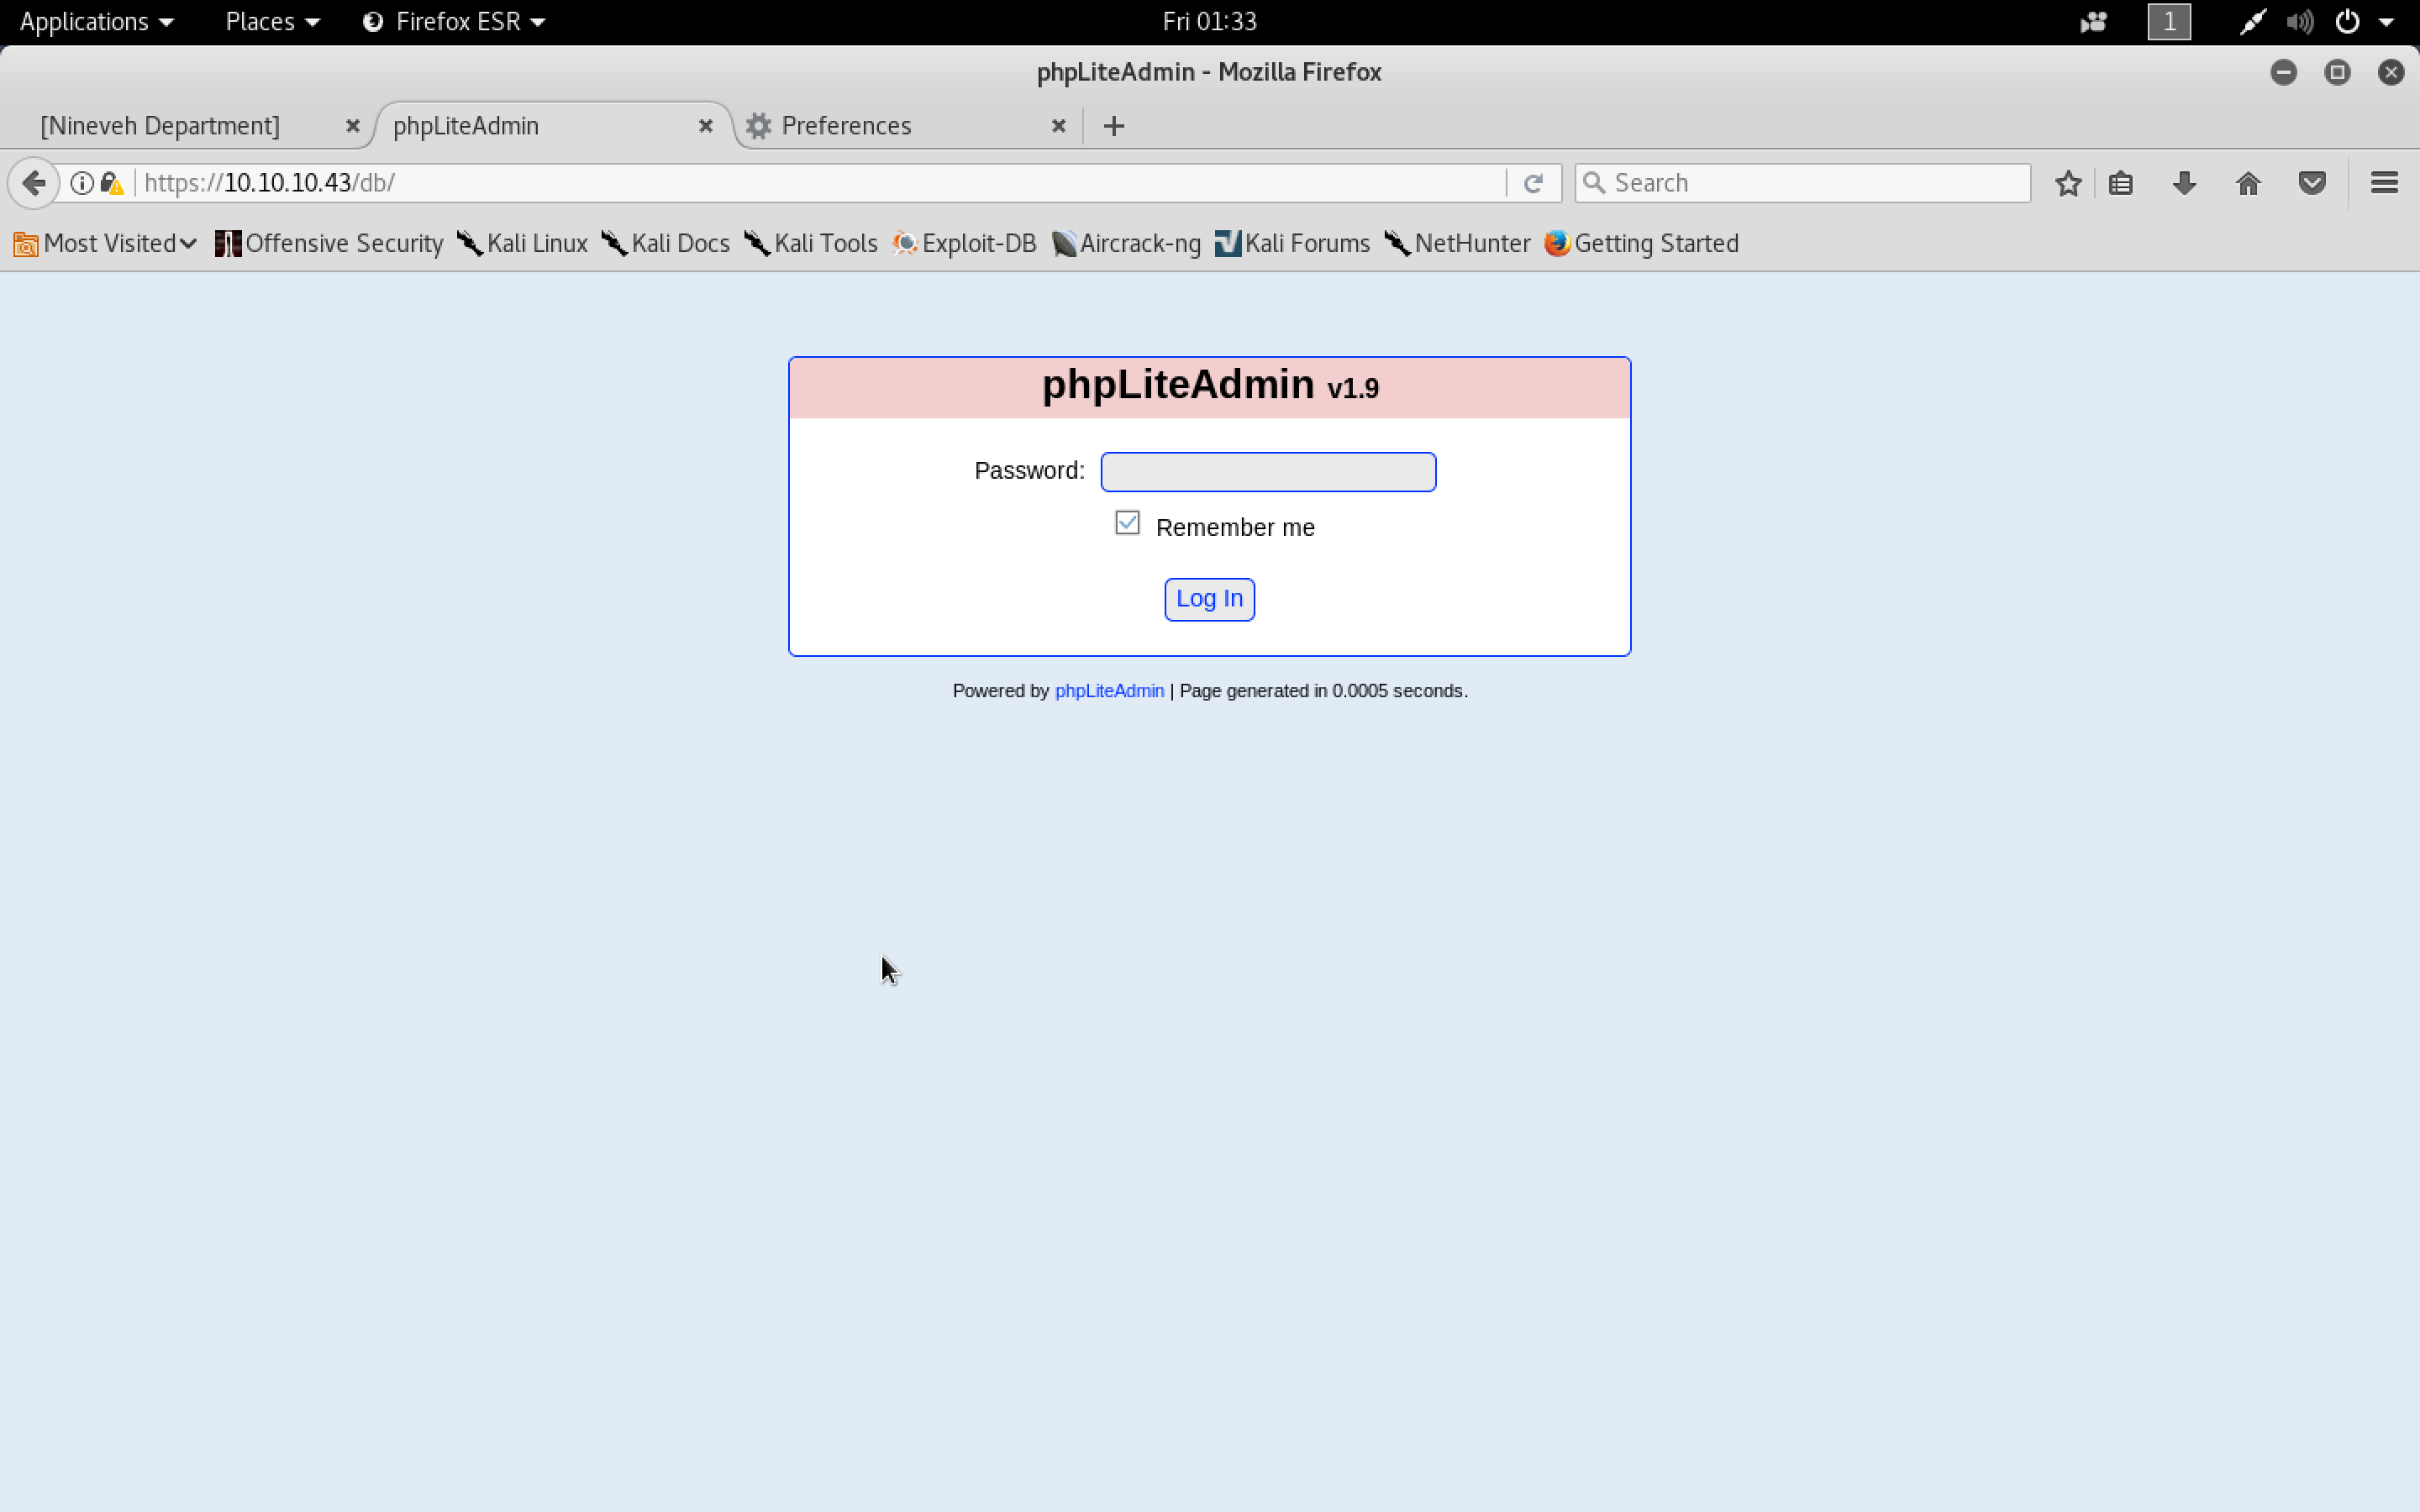 Applications Places Firefox ESR Fri 01:33 1
phpLiteAdmin - Mozilla Firefox
[Nineveh Department] phpLiteAdmin Preferences
https://10.10.10.43/db/ Search
Most Visited Offensive Security Kali Linux Kali Docs Kali Tools Exploit-DB Aircrack-ng Kali Forums NetHunter Getting Started
phpLiteAdmin v1.9
Password:
Remember me
Log In
Powered by phpLiteAdmin | Page generated in 0.0005 seconds.